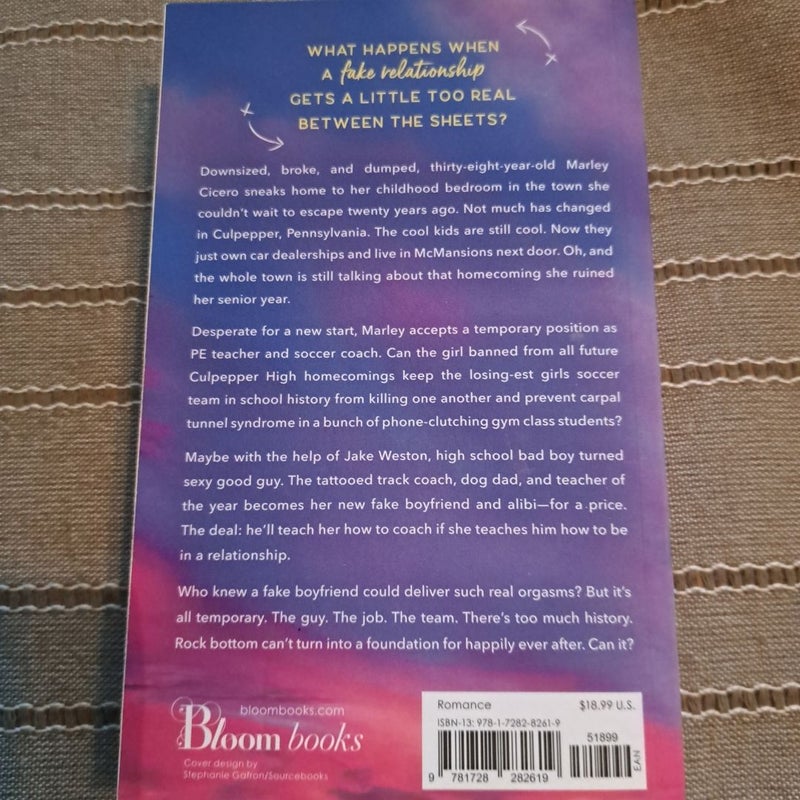 WHAT HAPPENS WHEN
A fake relationship
GETS A LITTLE TOO REAL
BETWEEN THE SHEETS?
Downsized, broke, and dumped, thirty-eight-year-old Marley
Cicero sneaks home to her childhood bedroom in the town she
couldn't wait to escape twenty years ago. Not much has changed
in Culpepper, Pennsylvania. The cool kids are still cool. Now they
just own car dealerships and live in McMansions next door. Oh, and
the whole town is still talking about that homecoming she ruined
her senior year.
Desperate for a new start, Marley accepts a temporary position as
PE teacher and soccer coach. Can the girl banned from all future
Culpepper High homecomings keep the losing-est girls soccer
team in school history from killing one another and prevent carpal
tunnel syndrome in a bunch of phone-clutching gym class students?
Maybe with the help of Jake Weston, high school bad boy turned
sexy good guy. The tattooed track coach, dog dad, and teacher of
the year becomes her new fake boyfriend and alibi—for a price.
The deal: he'll teach her how to coach if she teaches him how to be
in a relationship.
Who knew a fake boyfriend could deliver such real orgasms? But it's
all temporary. The guy. The job. The team. There's too much history.
Rock bottom can't turn into a foundation for happily ever after. Can it?
bloombooks.com
Bloom books
Cover design by
Stephanie Gafron/Sourcebooks
Romance $18.99 U.S.
ISBN-13: 978-1-7282-8261-9
51899
EAN
9 781728 282619